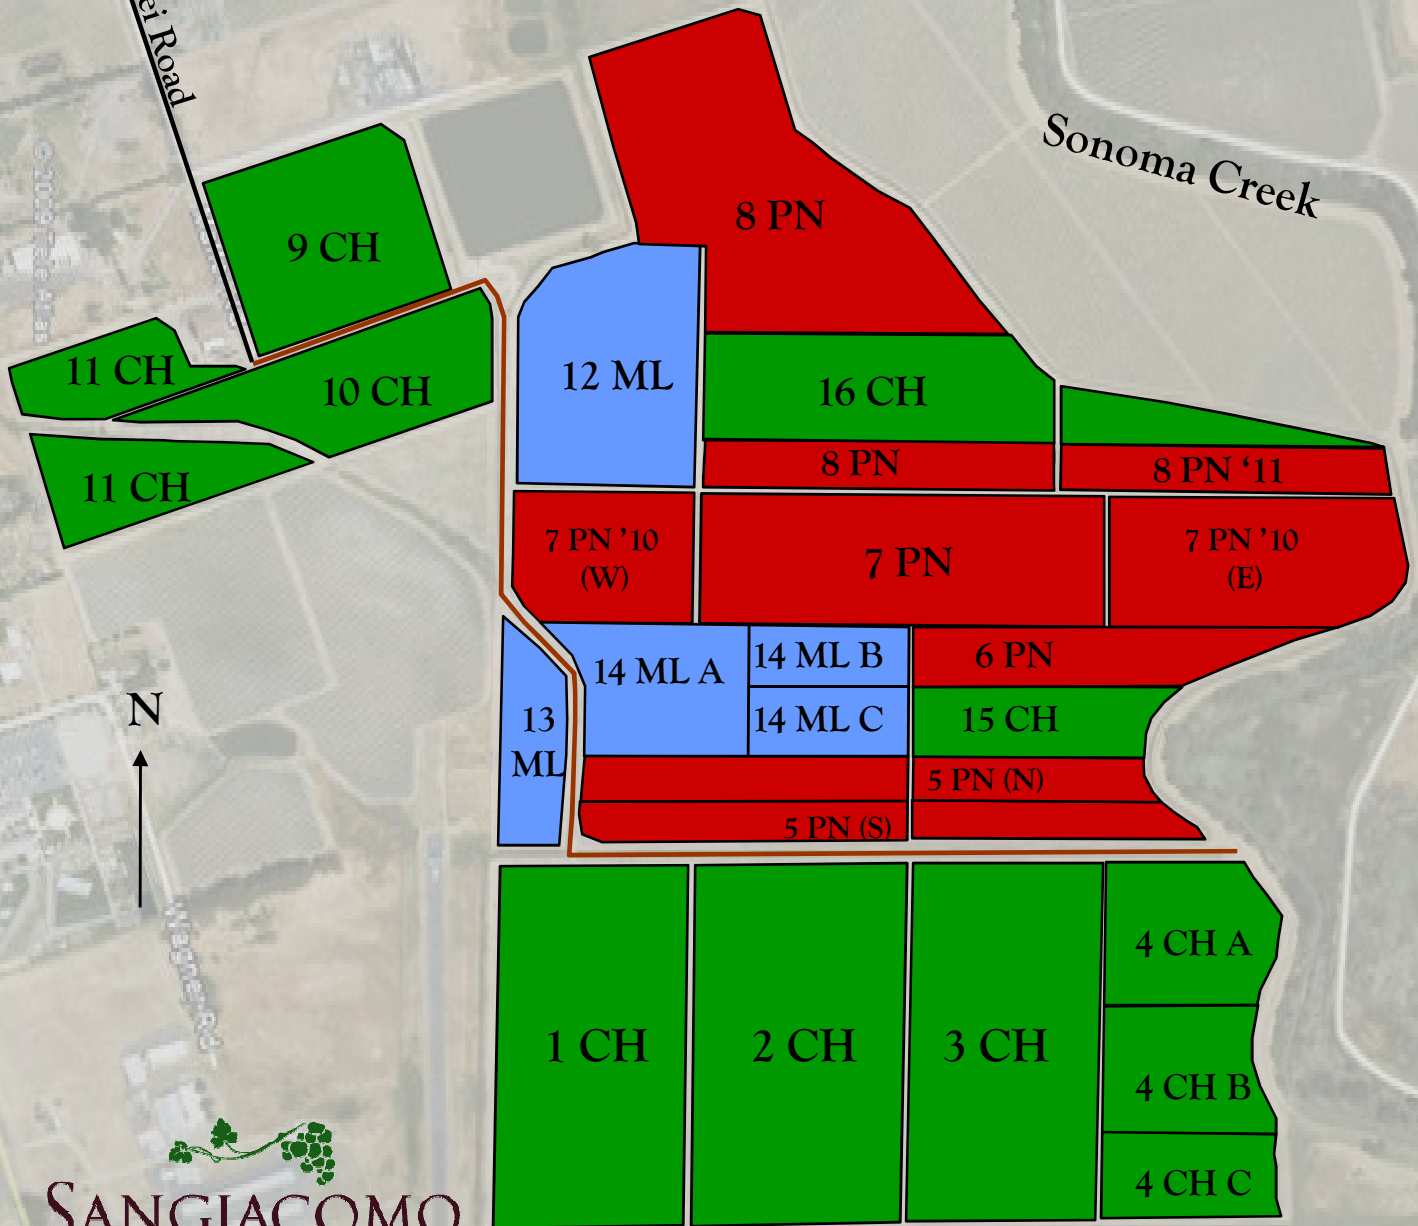 ei Road
Sonoma Creek
8 PN
9 CH
11 CH
10 CH
12 ML
16 CH
8 PN
8 PN ‘11
11 CH
7 PN ’10
(W)
7 PN
7 PN ’10
(E)
14 ML A
14 ML B
6 PN
N
13
ML
14 ML C
15 CH
5 PN (N)
5 PN (S)
4 CH A
Wagner Rd
1 CH
2 CH
3 CH
4 CH B
4 CH C
SANGIACOMO